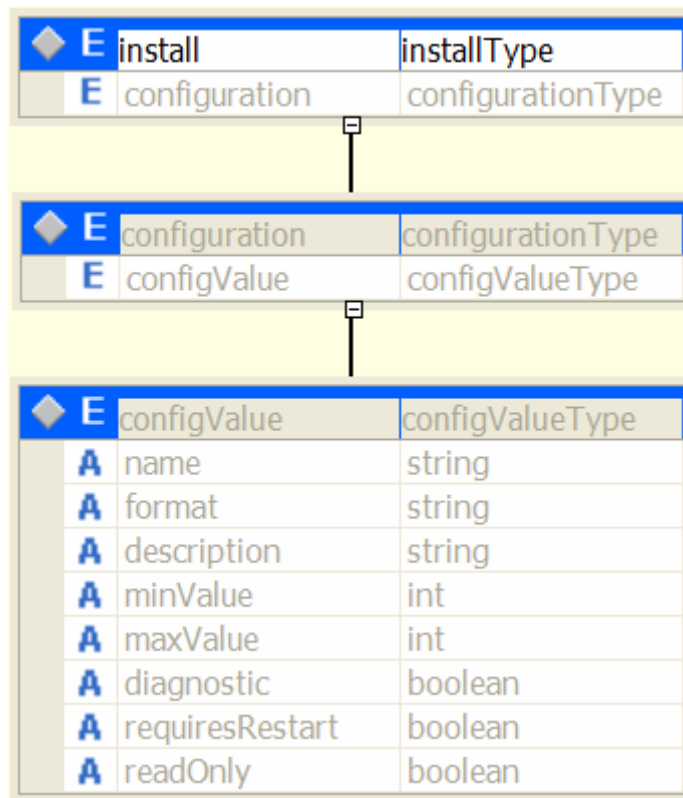 E install installType
E configuration configurationType
E configuration configurationType
E configValue configValueType
E configValue configValueType
A name string
A format string
A description string
A minValue int
A maxValue int
A diagnostic boolean
A requiresRestart boolean
A readOnly boolean